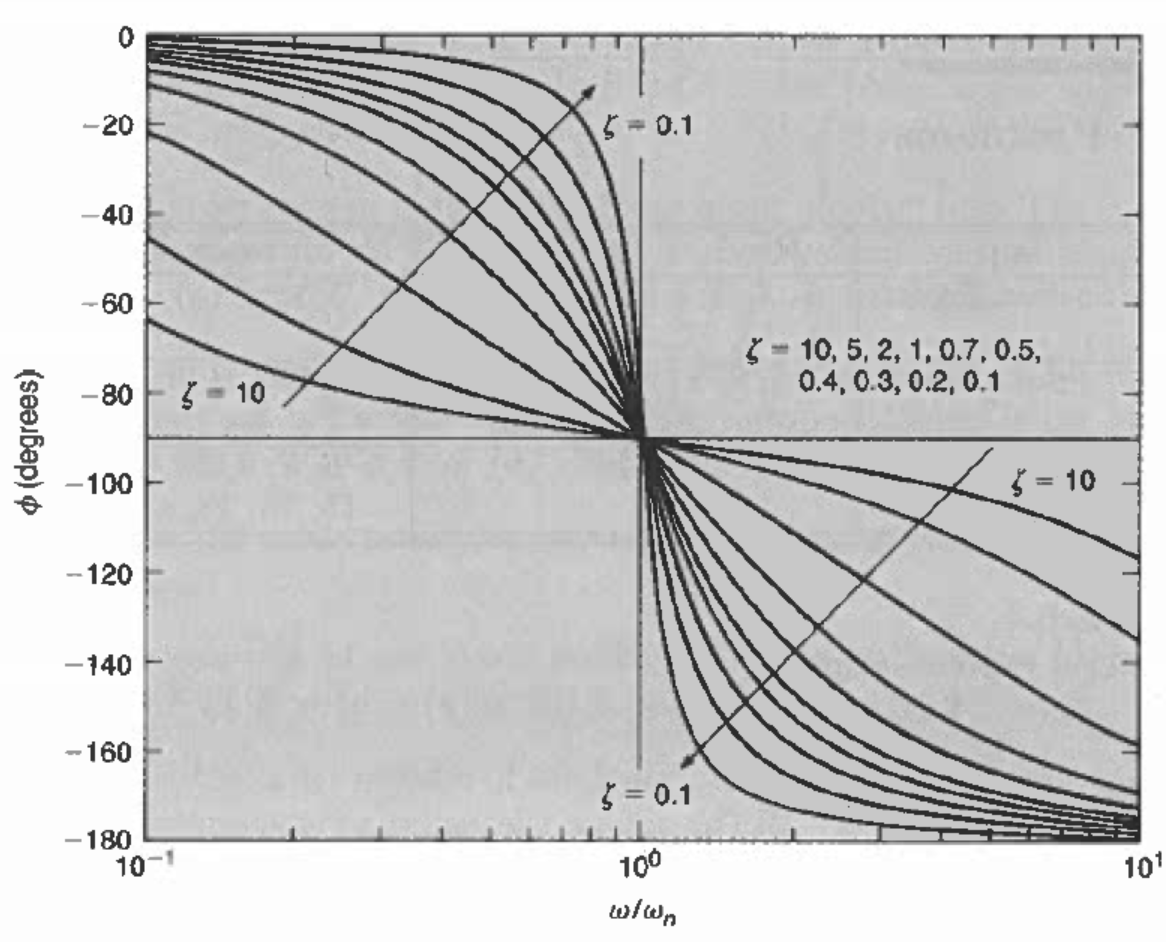 0
−20
−40
−60
−80
−100
−120
−140
−160
−180
ϕ (degrees)
ζ = 0.1
ζ = 10
ζ = 10, 5, 2, 1, 0.7, 0.5,
0.4, 0.3, 0.2, 0.1
ζ = 10
ζ = 0.1
10⁻¹
10⁰
10¹
ω/ωₙ